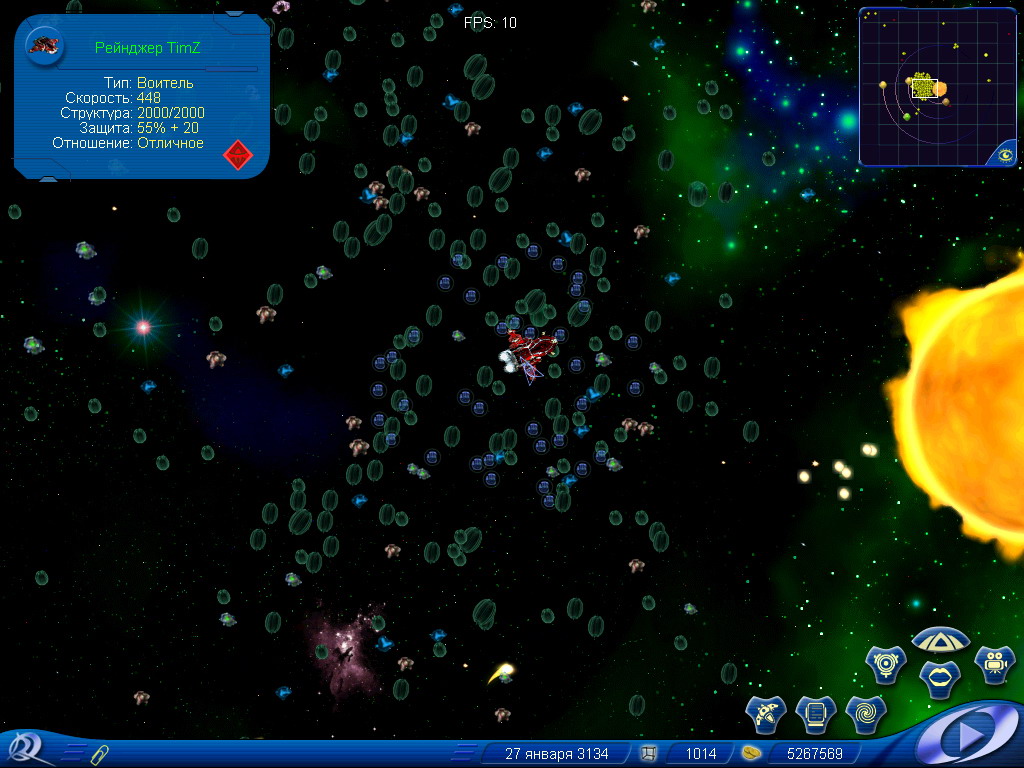 FPS: 10
Рейнджер TimZ
Тип: Воитель
Скорость: 448
Структура: 2000/2000
Защита: 55% + 20
Отношение: Отличное
27 января 3134
1014
5267569